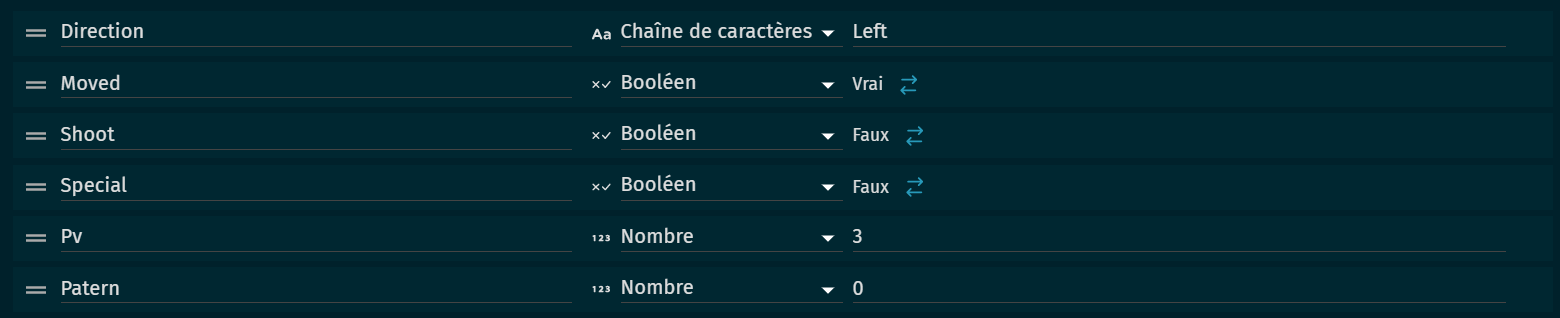 Direction Aa Chaîne de caractères Left
Moved Booléen Vrai
Shoot Booléen Faux
Special Booléen Faux
Pv 123 Nombre 3
Patern 123 Nombre 0